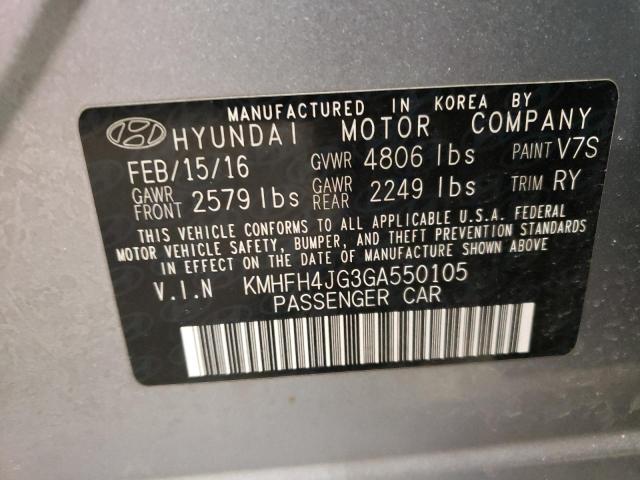 MANUFACTURED IN KOREA BY
HYUNDAI MOTOR COMPANY
FEB/15/16 GVWR 4806 lbs PAINT V7S
GAWR FRONT 2579 lbs GAWR REAR 2249 lbs TRIM RY
THIS VEHICLE CONFORMS TO ALL APPLICABLE U.S.A. FEDERAL
MOTOR VEHICLE SAFETY, BUMPER, AND THEFT PREVENTION STANDARDS
IN EFFECT ON THE DATE OF MANUFACTURE SHOWN ABOVE.
V.I.N KMHFH4JG3GA550105
PASSENGER CAR